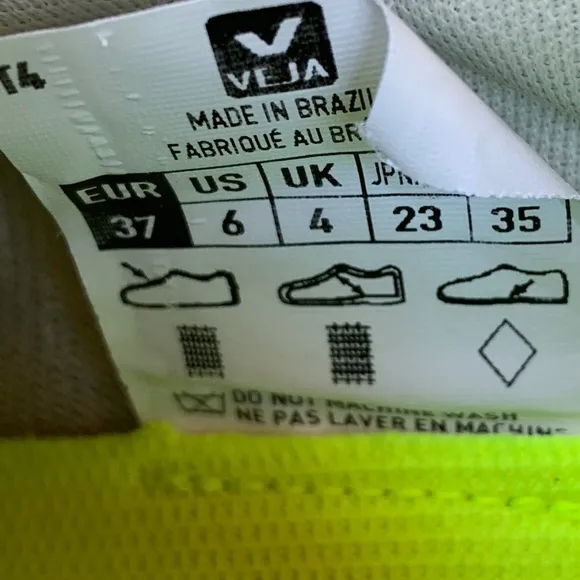 T4
VEJA
MADE IN BRAZI
FABRIQUÉ AU BR
EUR US UK JPN
37 6 4 23 35
DO NOT MACHINE WASH
NE PAS LAVER EN MACHINE